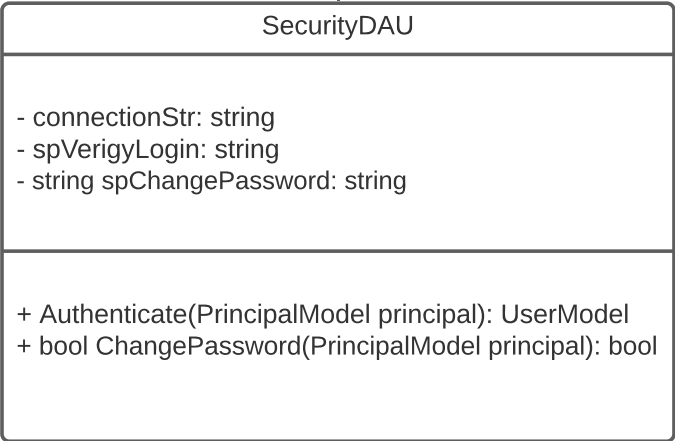 SecurityDAU
- connectionStr: string
- spVerigyLogin: string
- string spChangePassword: string
+ Authenticate(PrincipalModel principal): UserModel
+ bool ChangePassword(PrincipalModel principal): bool